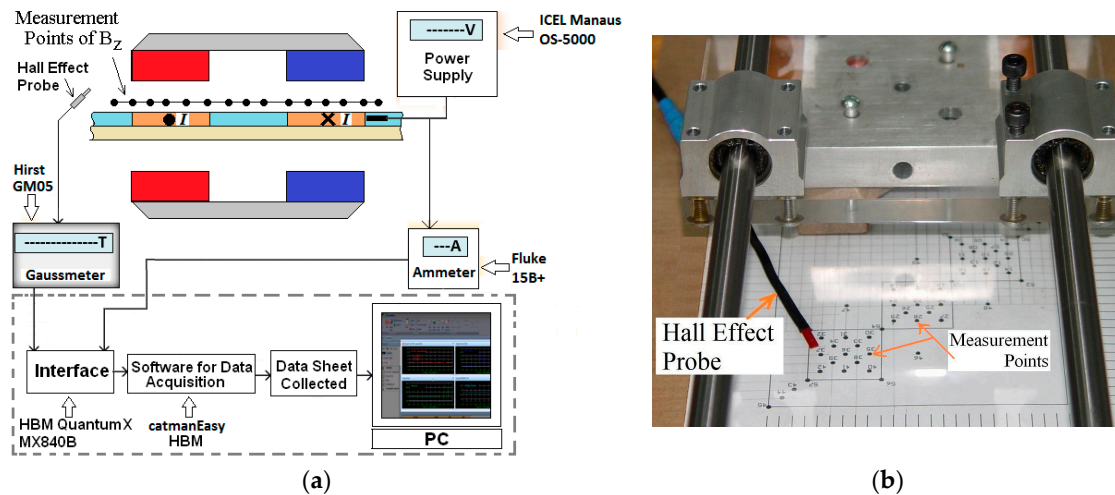 Measurement
Points of Bz
Hall Effect
Probe
-------V
Power
Supply
ICEL Manaus
OS-5000
I
I
Hirst
GM05
--------------T
Gaussmeter
---A
Ammeter
Fluke
15B+
Interface
Software for Data
Acquisition
Data Sheet
Collected
PC
HBM QuantumX
MX840B
catmanEasy
HBM
(a)
Hall Effect
Probe
Measurement
Points
(b)